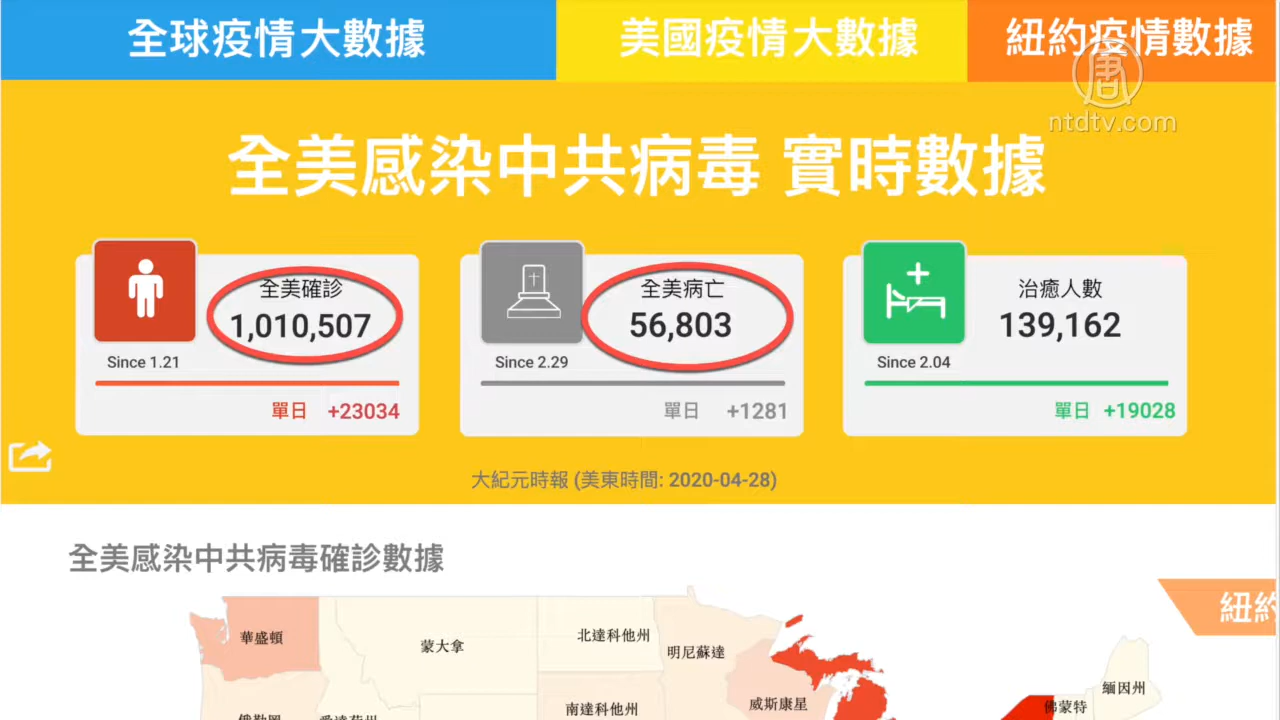 全球疫情大數據
美國疫情大數據
紐約疫情數據
ntdtv.com
全美感染中共病毒 實時數據
全美確診
1,010,507
Since 1.21
單日 +23034
全美病亡
56,803
Since 2.29
單日 +1281
治癒人數
139,162
Since 2.04
單日 +19028
大紀元時報 (美東時間: 2020-04-28)
全美感染中共病毒確診數據
紐約
華盛頓
蒙大拿
北達科他州
明尼蘇達
緬因州
佛蒙特
威斯康星
南達科他州